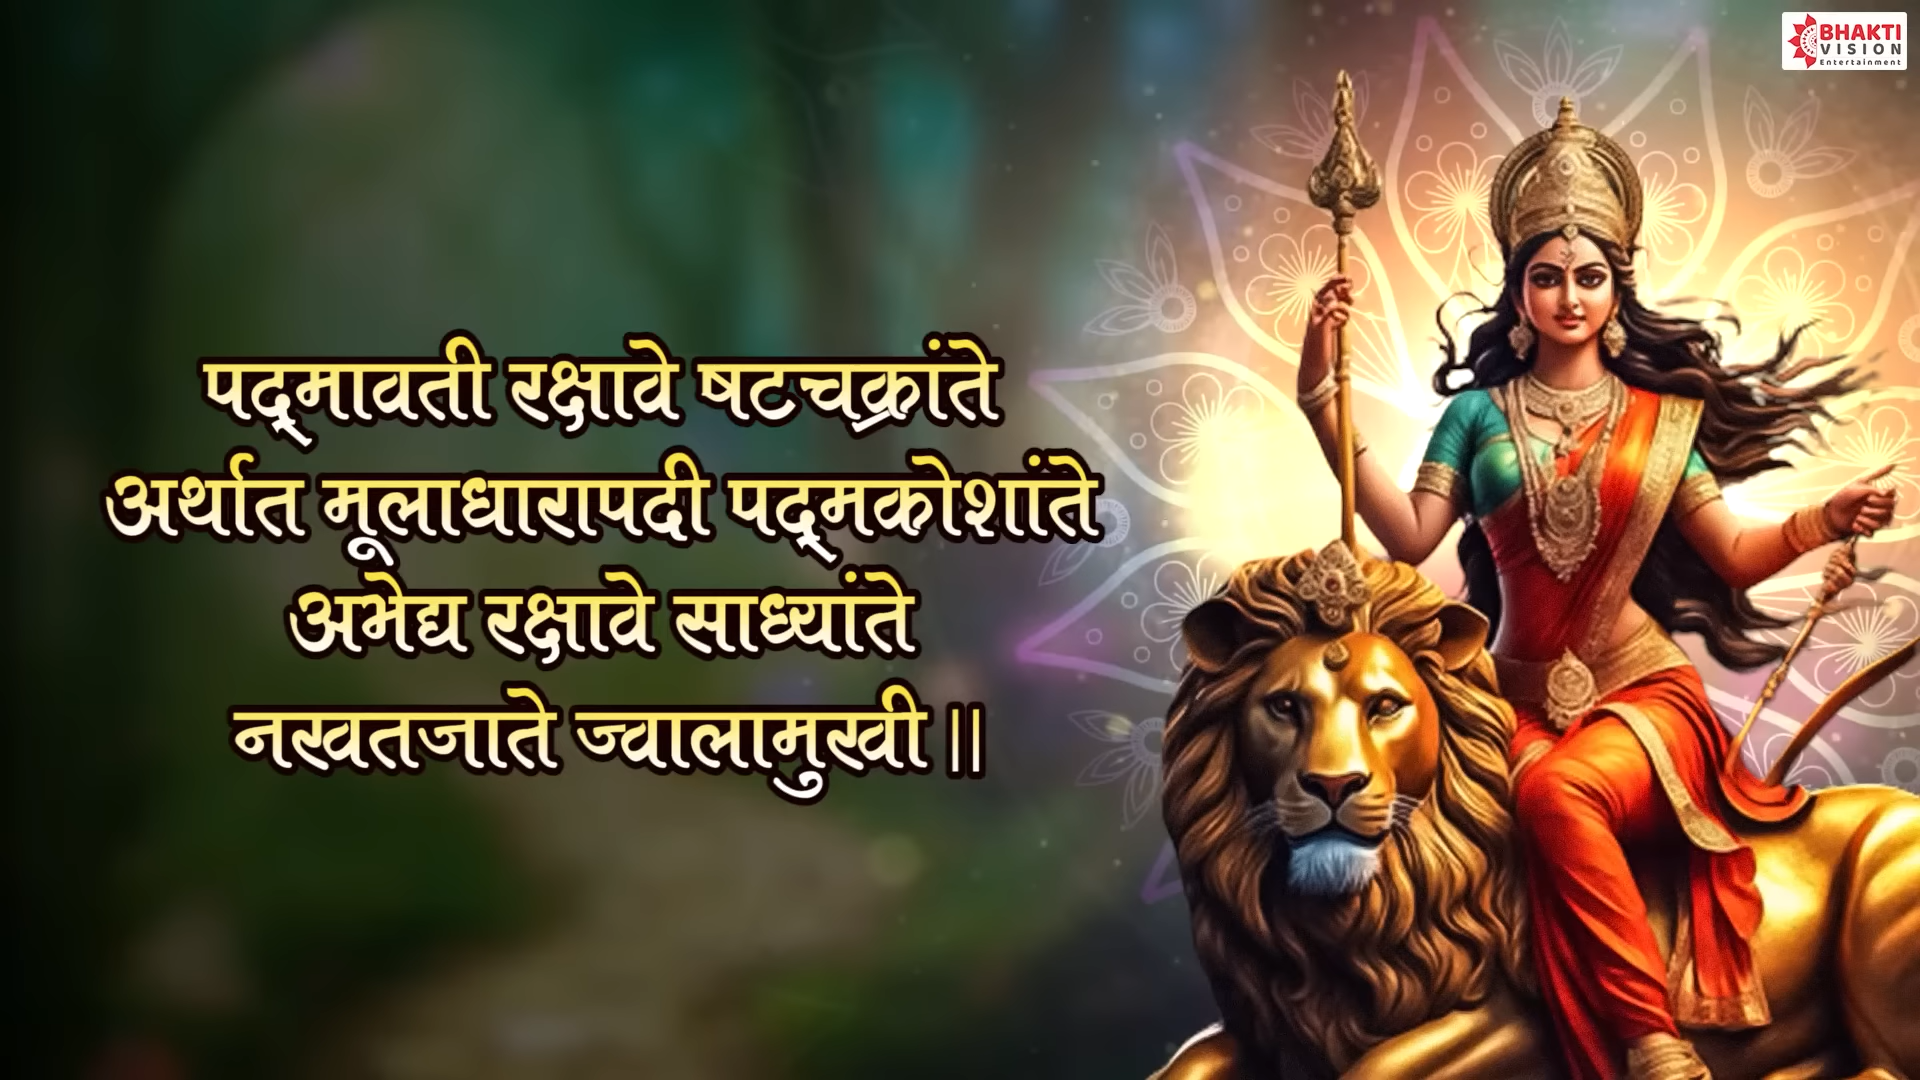 पद्मावती रक्षावे षटचक्रांते
अर्थात मूलाधारापदी पद्मकोशांते
अभेद्य रक्षावे साध्यांते
नखतजाते ज्वालामुखी ||
BHAKTI
VISION
Entertainment